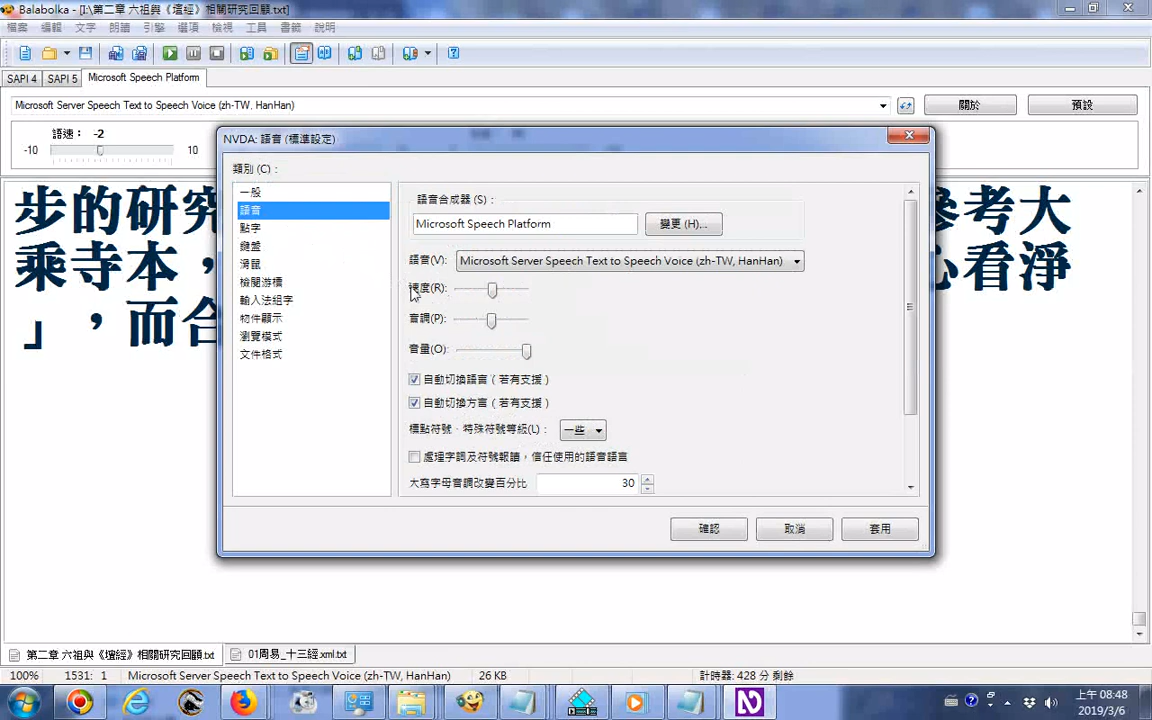 Balabolka - [I:\第二章 六祖與《壇經》相關研究回顧.txt]
檔案 編輯 文字 朗讀 引擎 選項 檢視 工具 書籤 說明
SAPI 4 SAPI 5 Microsoft Speech Platform
Microsoft Server Speech Text to Speech Voice (zh-TW, HanHan) 關於 預設
語速： -2
-10 10
NVDA: 語音 (標準設定)
類別 (C)：
一般
語音
點字
鍵盤
滑鼠
檢閱游標
輸入法組字
物件顯示
瀏覽模式
文件格式
語音合成器 (S)：
Microsoft Speech Platform 變更 (H)...
語音(V): Microsoft Server Speech Text to Speech Voice (zh-TW, HanHan)
速度(R):
音調(P):
音量(O):
自動切換語言（若有支援）
自動切換方言（若有支援）
標點符號、特殊符號等級(L)： 一些
處理字詞及符號報讀，信任使用的語音語言
大寫字母音調改變百分比 30
確認 取消 套用
步的研究 參考大
乘寺本， 心看淨
」，而合
第二章 六祖與《壇經》相關研究回顧.txt 01周易_十三經.xml.txt
100% 1531: 1 Microsoft Server Speech Text to Speech Voice (zh-TW, HanHan) 26 KB 計時器: 428 分 剩餘
上午 08:48
2019/3/6